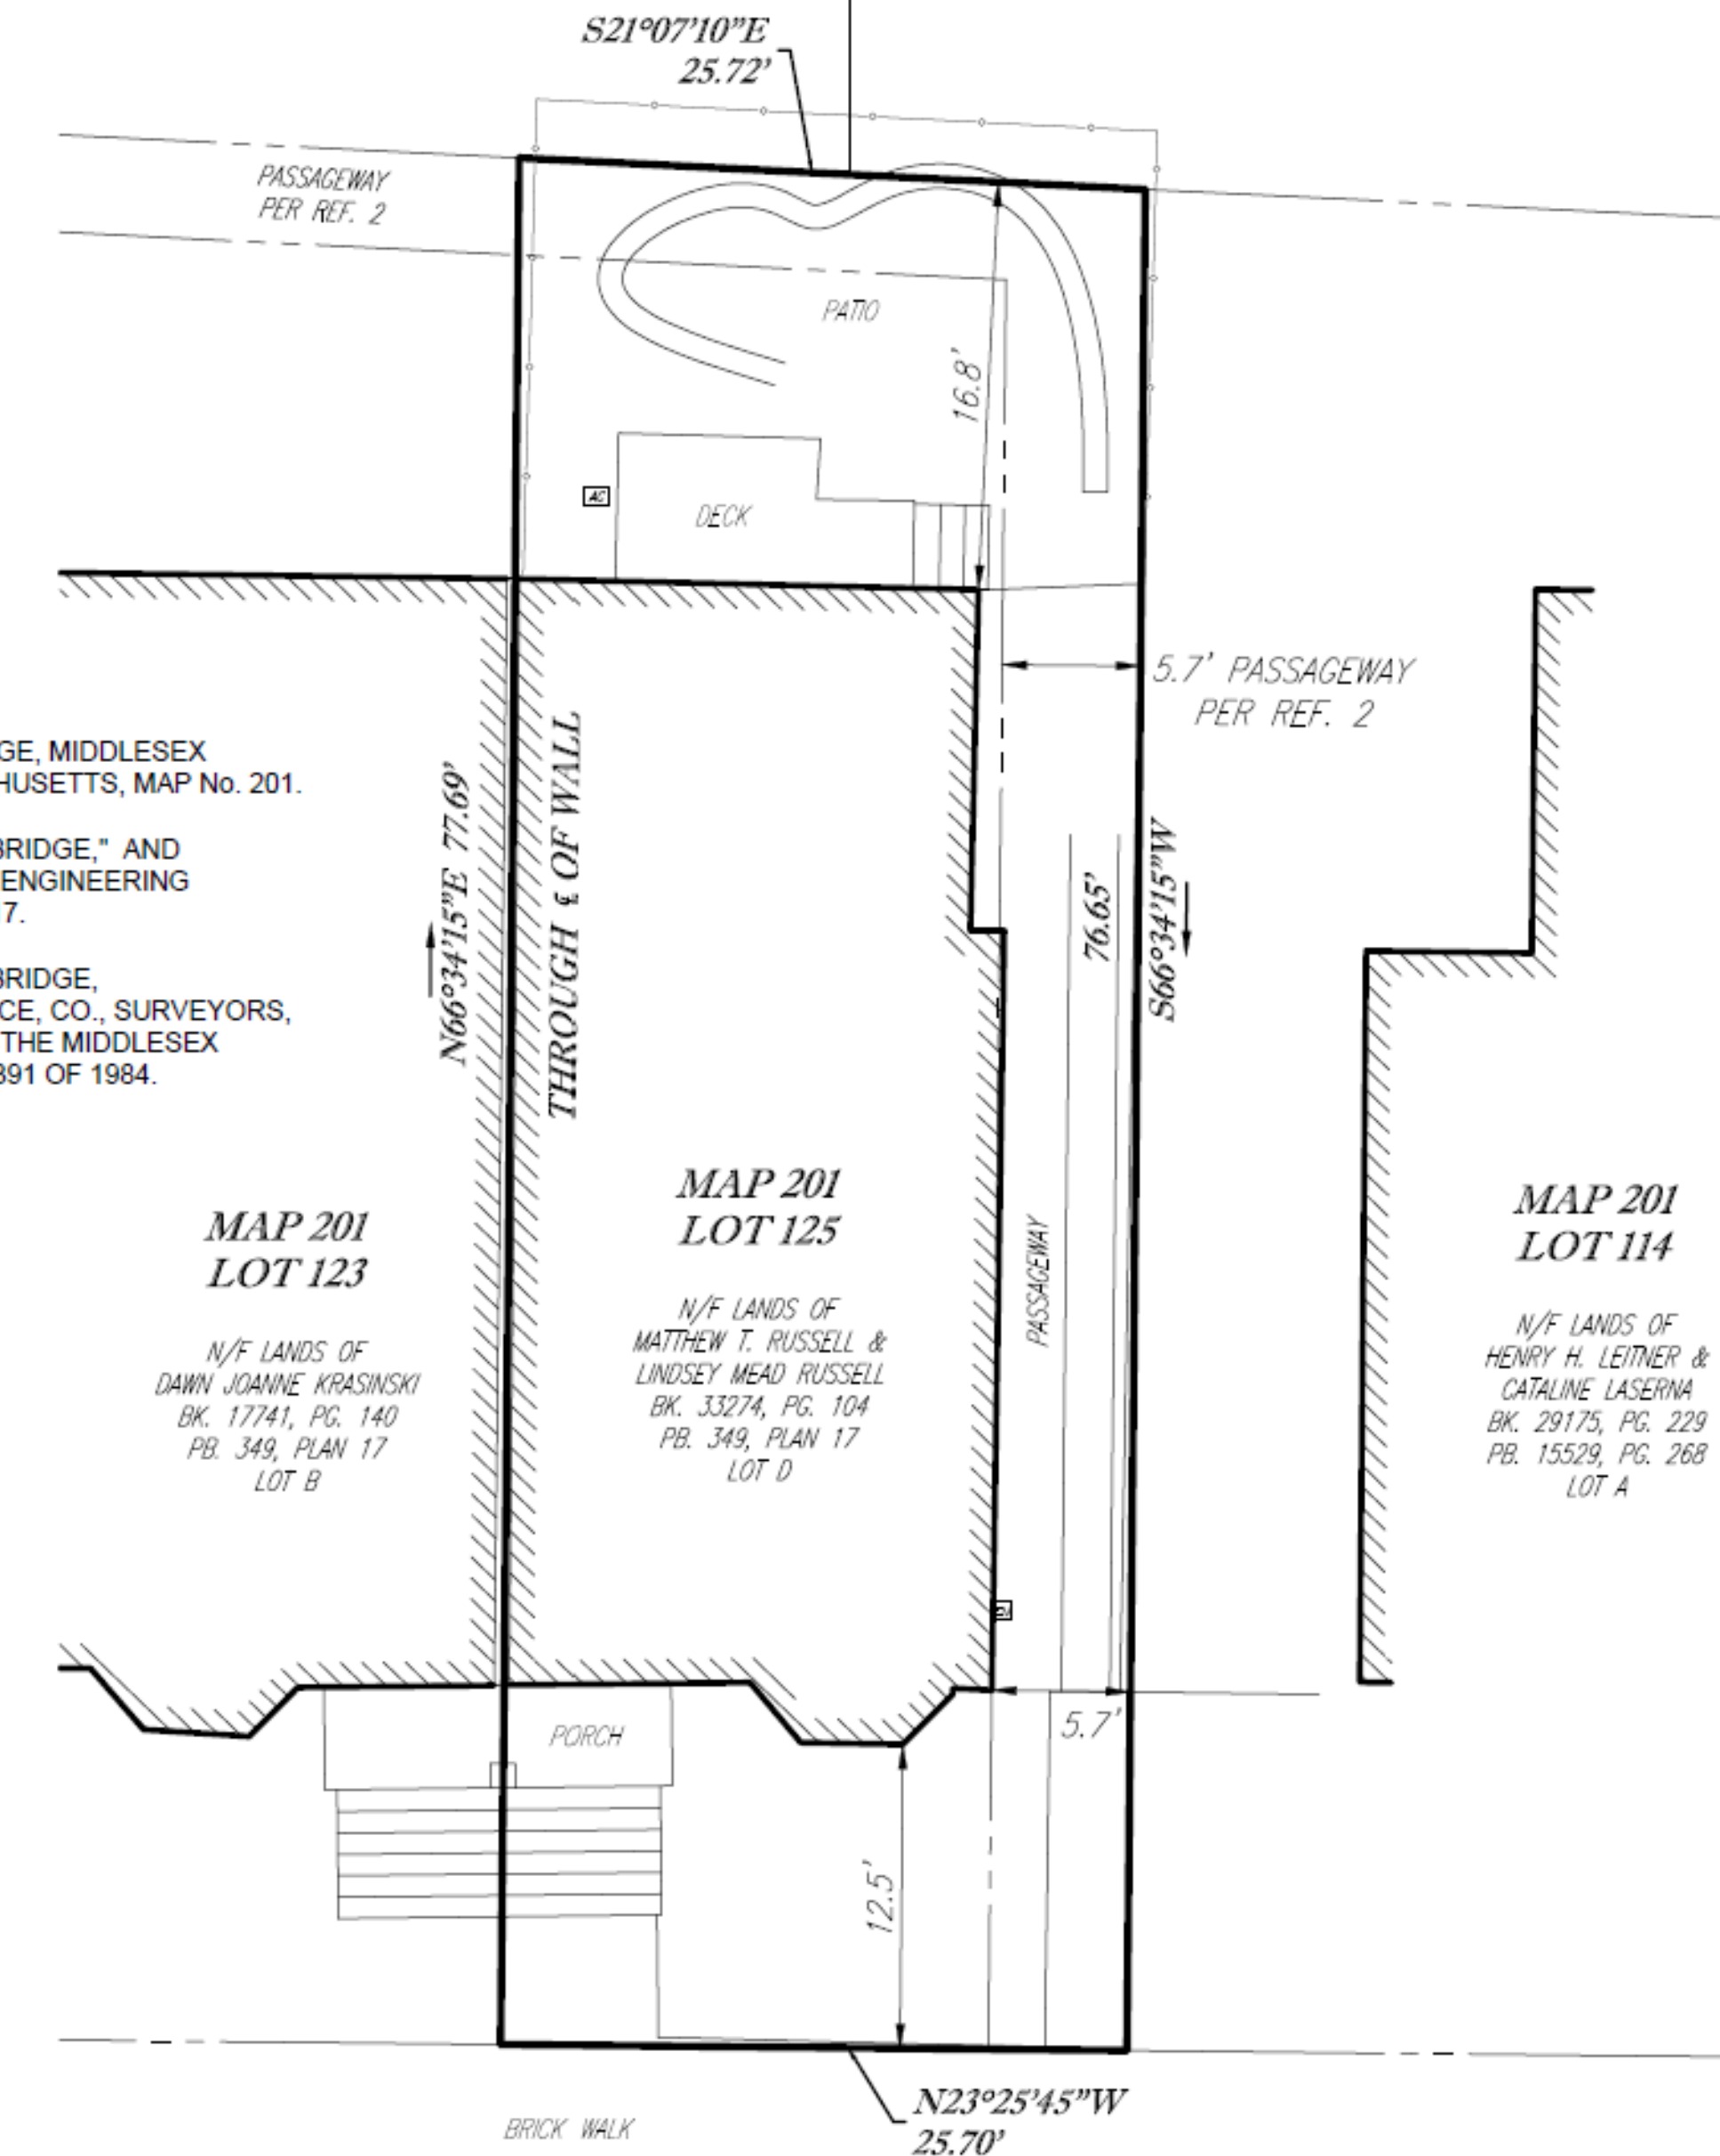 S21°07'10"E
25.72'
PASSAGEWAY
PER REF. 2
PATIO
16.8'
AC
DECK
5.7' PASSAGEWAY
PER REF. 2
GE, MIDDLESEX
HUSETTS, MAP No. 201.
BRIDGE," AND
ENGINEERING
7.
BRIDGE,
CE, CO., SURVEYORS,
THE MIDDLESEX
391 OF 1984.
N66°34'15"E 77.69'
THROUGH ℄ OF WALL
76.65'
S66°34'15"W
PASSAGEWAY
MAP 201
LOT 123
N/F LANDS OF
DAWN JOANNE KRASINSKI
BK. 17741, PG. 140
PB. 349, PLAN 17
LOT B
MAP 201
LOT 125
N/F LANDS OF
MATTHEW T. RUSSELL &
LINDSEY MEAD RUSSELL
BK. 33274, PG. 104
PB. 349, PLAN 17
LOT D
MAP 201
LOT 114
N/F LANDS OF
HENRY H. LEITNER &
CATALINE LASERNA
BK. 29175, PG. 229
PB. 15529, PG. 268
LOT A
PORCH
5.7'
12.5'
N23°25'45"W
25.70'
BRICK WALK